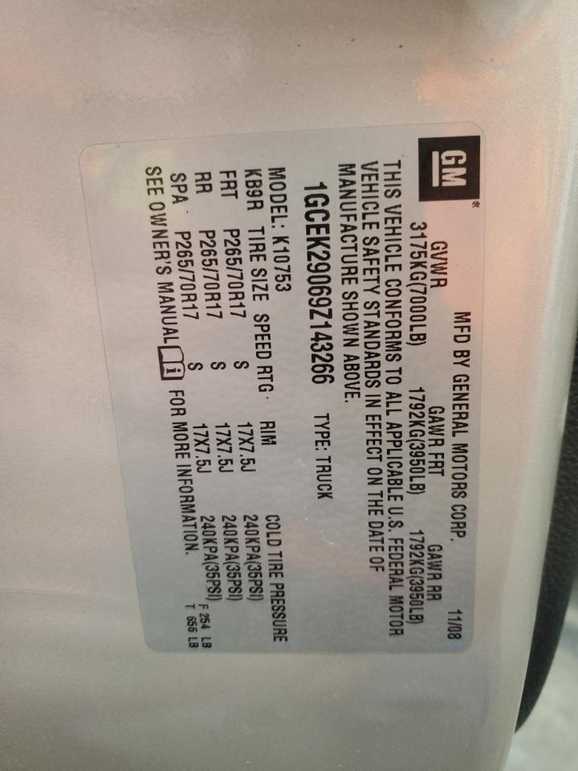 GM®
MFD BY GENERAL MOTORS CORP. 11/08
GVWR GAWR FRT GAWR RR
3175KG(7000LB) 1792KG(3950LB) 1792KG(3950LB)
THIS VEHICLE CONFORMS TO ALL APPLICABLE U.S. FEDERAL MOTOR
VEHICLE SAFETY STANDARDS IN EFFECT ON THE DATE OF
MANUFACTURE SHOWN ABOVE.
1GCEK29069Z143266 TYPE: TRUCK
MODEL: K10753
KB9R TIRE SIZE SPEED RTG RIM COLD TIRE PRESSURE
FRT P265/70R17 S 17X7.5J 240KPA(35PSI)
RR P265/70R17 S 17X7.5J 240KPA(35PSI)
SPA P265/70R17 S 17X7.5J 240KPA(35PSI)
SEE OWNER'S MANUAL i FOR MORE INFORMATION.
F 254 LB
T 656 LB